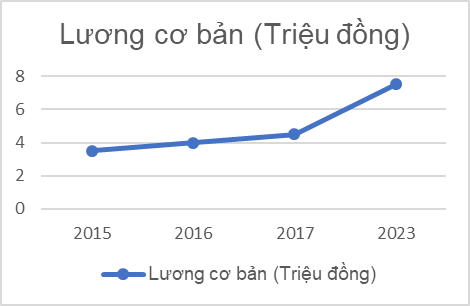 Lương cơ bản (Triệu đồng)
8
6
4
2
0
2015 2016 2017 2023
Lương cơ bản (Triệu đồng)